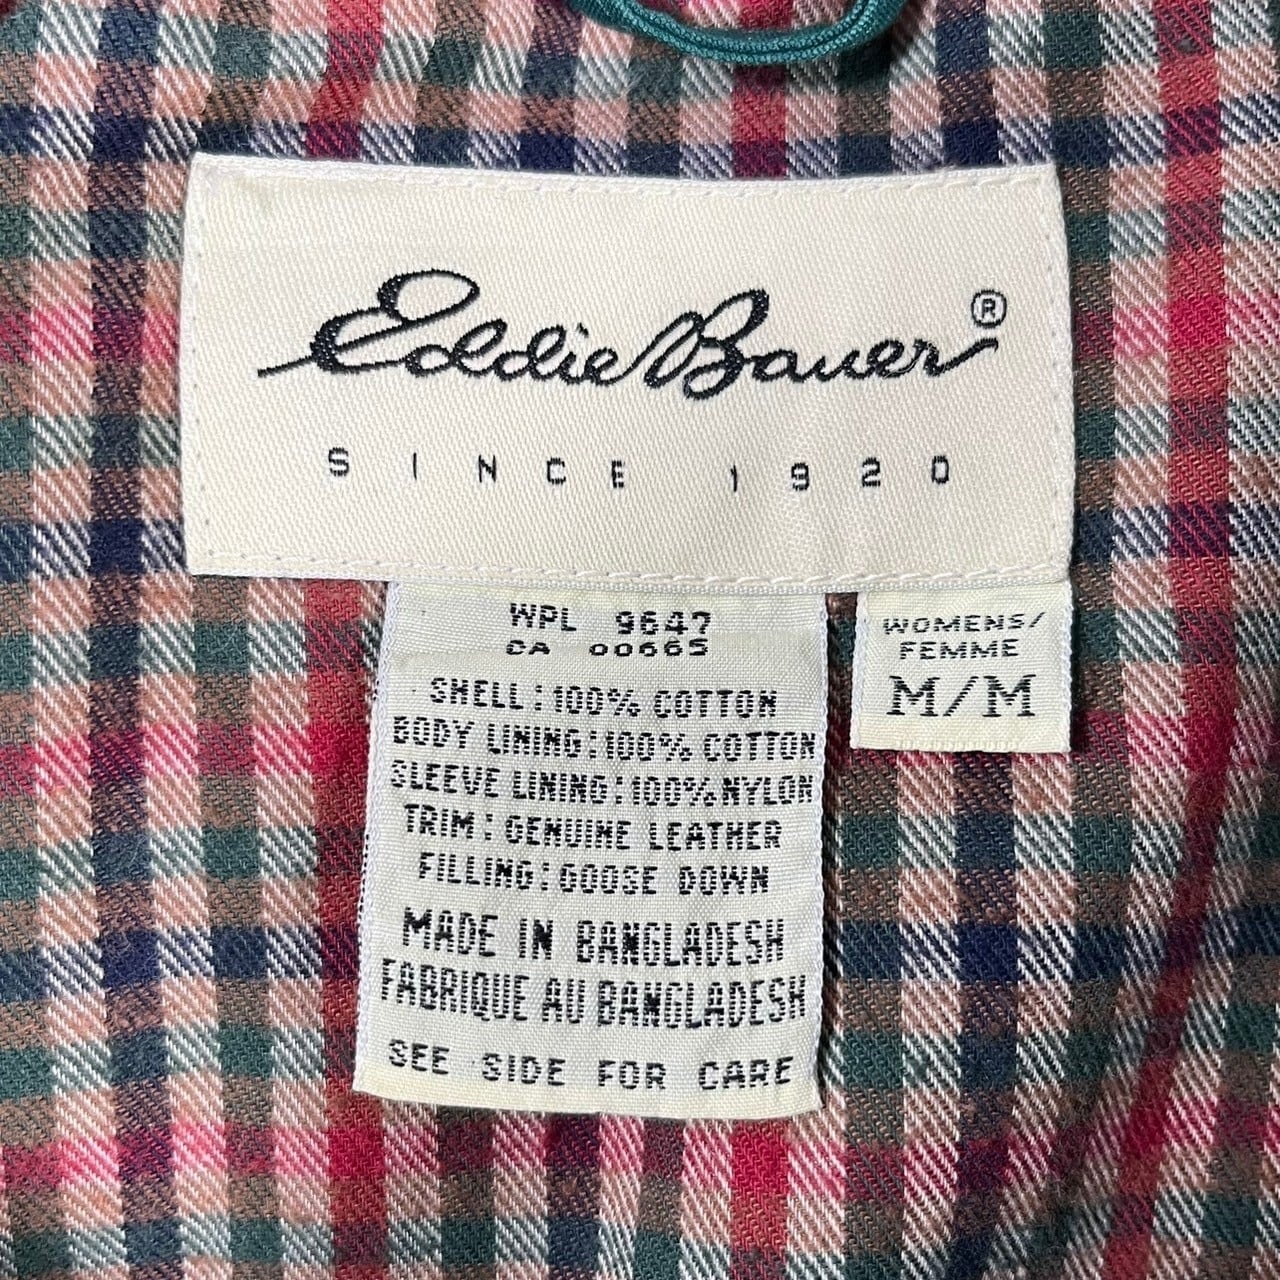 Eddie Bauer®
SINCE 1920
WPL 9647
CA 00665
SHELL: 100% COTTON
BODY LINING: 100% COTTON
SLEEVE LINING: 100% NYLON
TRIM: GENUINE LEATHER
FILLING: GOOSE DOWN
MADE IN BANGLADESH
FABRIQUE AU BANGLADESH
SEE SIDE FOR CARE
WOMENS/
FEMME
M/M